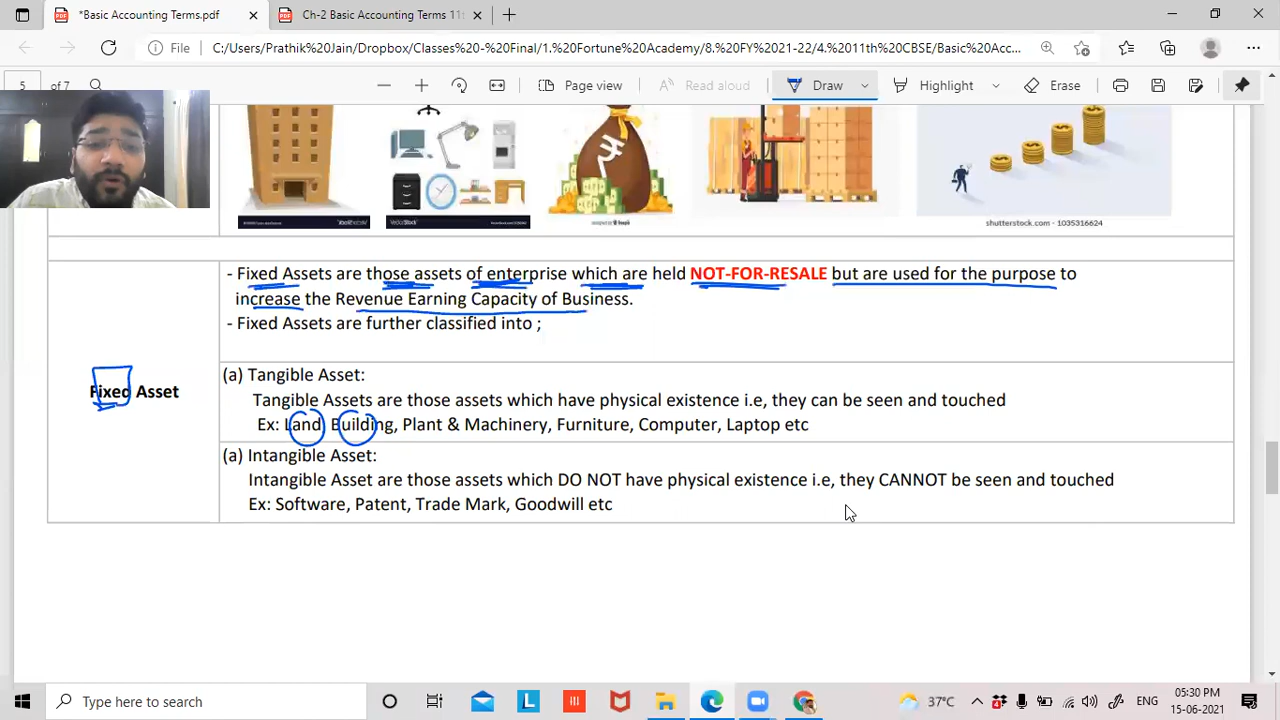 *Basic Accounting Terms.pdf
Ch-2 Basic Accounting Terms 11
File
C:/Users/Prathik%20Jain/Dropbox/Classes%20-%20Final/1.%20Fortune%20Academy/8.%20FY%202021-22/4.%2011th%20CBSE/Basic%20Acc...
5 of 7
Page view
Read aloud
Draw
Highlight
Erase
VectorStock
shutterstock.com - 1035316624
- Fixed Assets are those assets of enterprise which are held NOT-FOR-RESALE but are used for the purpose to
increase the Revenue Earning Capacity of Business.
- Fixed Assets are further classified into ;
Fixed Asset
(a) Tangible Asset:
Tangible Assets are those assets which have physical existence i.e, they can be seen and touched
Ex: Land Building, Plant & Machinery, Furniture, Computer, Laptop etc
(a) Intangible Asset:
Intangible Asset are those assets which DO NOT have physical existence i.e, they CANNOT be seen and touched
Ex: Software, Patent, Trade Mark, Goodwill etc
Type here to search
37°C
ENG
05:30 PM
15-06-2021